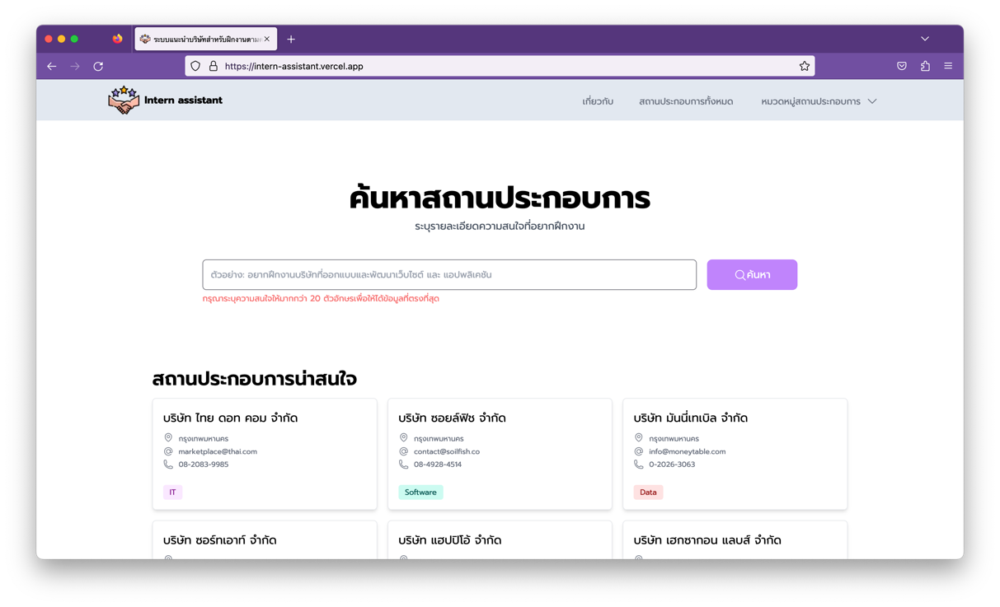 ระบบแนะนำบริษัทสำหรับฝึกงานตาม
https://intern-assistant.vercel.app
Intern assistant
เกี่ยวกับ
สถานประกอบการทั้งหมด
หมวดหมู่สถานประกอบการ
ค้นหาสถานประกอบการ
ระบุรายละเอียดความสนใจที่อยากฝึกงาน
ตัวอย่าง: อยากฝึกงานบริษัทที่ออกแบบและพัฒนาเว็บไซต์ และ แอปพลิเคชัน
ค้นหา
กรุณาระบุความสนใจให้มากกว่า 20 ตัวอักษรเพื่อให้ได้ข้อมูลที่ตรงที่สุด
สถานประกอบการน่าสนใจ
บริษัท ไทย ดอท คอม จำกัด
กรุงเทพมหานคร
marketplace@thai.com
08-2083-9985
IT
บริษัท ซอยล์ฟิช จำกัด
กรุงเทพมหานคร
contact@soilfish.co
08-4928-4514
Software
บริษัท มันนี่เทเบิล จำกัด
กรุงเทพมหานคร
info@moneytable.com
0-2026-3063
Data
บริษัท ซอร์ทเอาท์ จำกัด
บริษัท แฮปปิโอ้ จำกัด
บริษัท เฮกซากอน แลบส์ จำกัด